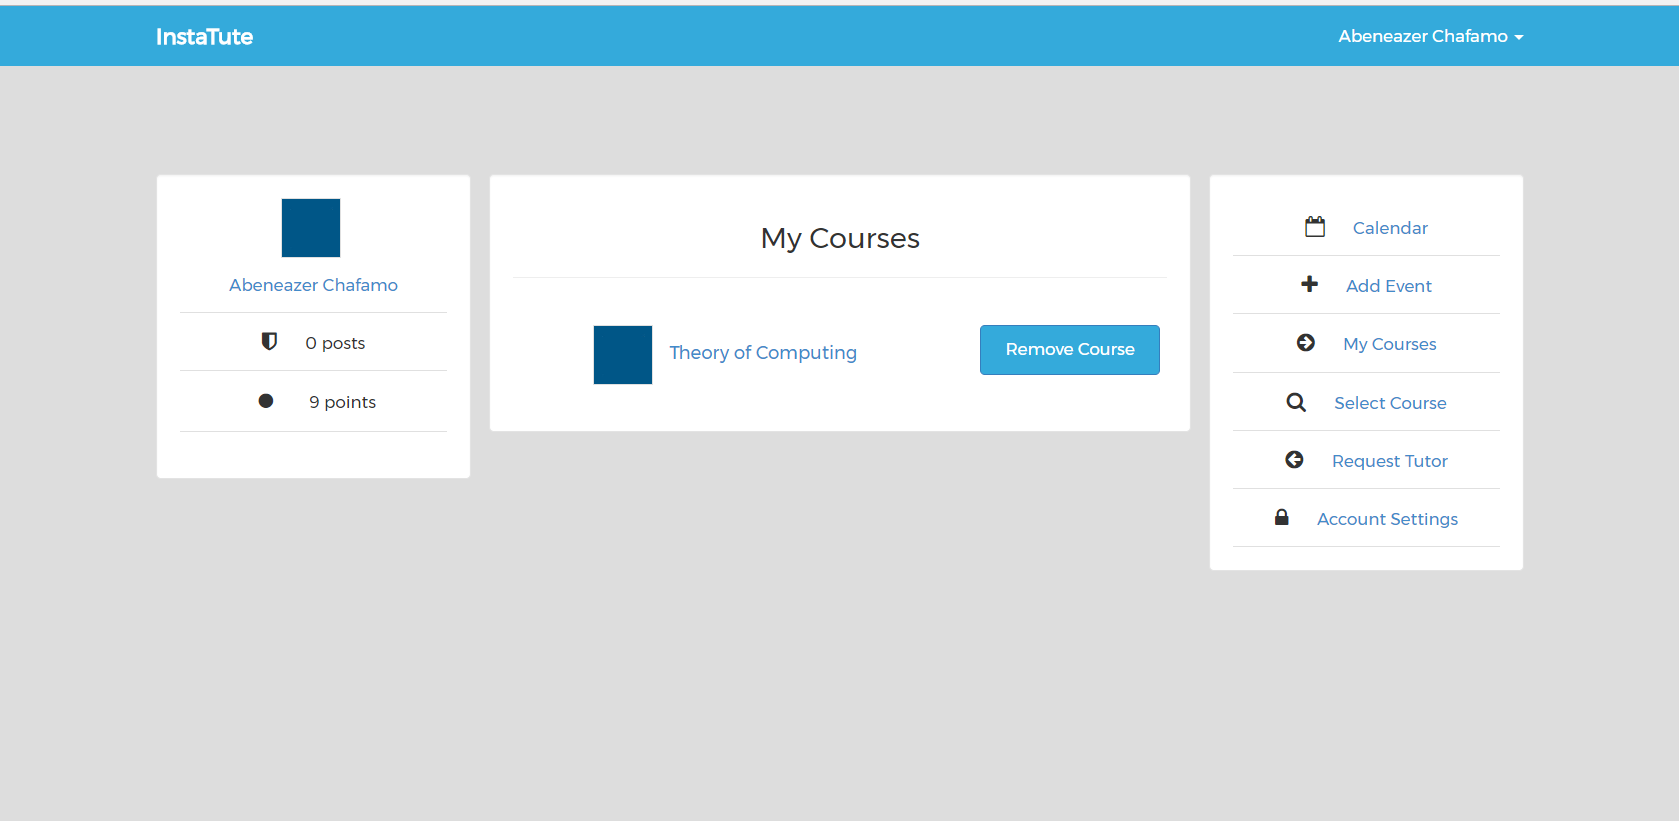 InstaTute
Abeneazer Chafamo
Abeneazer Chafamo
0 posts
9 points
My Courses
Theory of Computing
Remove Course
Calendar
Add Event
My Courses
Select Course
Request Tutor
Account Settings